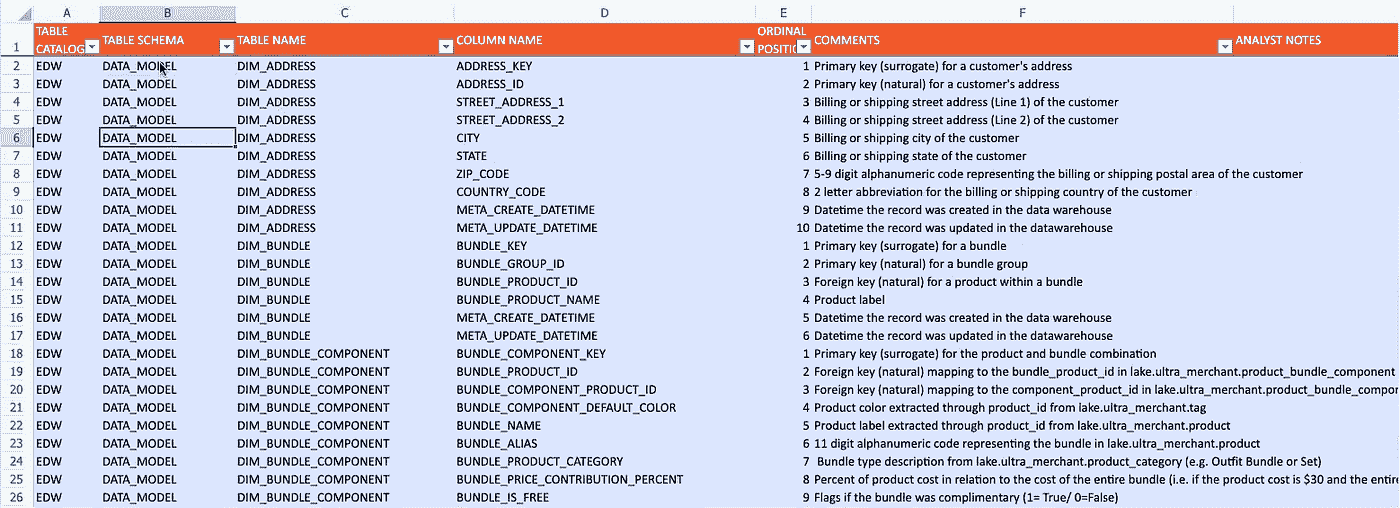 A B C D E F
1 TABLE CATALOG TABLE SCHEMA TABLE NAME COLUMN NAME ORDINAL COMMENTS ANALYST NOTES
2 EDW DATA_MODEL DIM_ADDRESS ADDRESS_KEY 1 Primary key (surrogate) for a customer's address
3 EDW DATA_MODEL DIM_ADDRESS ADDRESS_ID 2 Primary key (natural) for a customer's address
4 EDW DATA_MODEL DIM_ADDRESS STREET_ADDRESS_1 3 Billing or shipping street address (Line 1) of the customer
5 EDW DATA_MODEL DIM_ADDRESS STREET_ADDRESS_2 4 Billing or shipping street address (Line 2) of the customer
6 EDW DATA_MODEL DIM_ADDRESS CITY 5 Billing or shipping city of the customer
7 EDW DATA_MODEL DIM_ADDRESS STATE 6 Billing or shipping state of the customer
8 EDW DATA_MODEL DIM_ADDRESS ZIP_CODE 7 5-9 digit alphanumeric code representing the billing or shipping postal area of the customer
9 EDW DATA_MODEL DIM_ADDRESS COUNTRY_CODE 8 2 letter abbreviation for the billing or shipping country of the customer
10 EDW DATA_MODEL DIM_ADDRESS META_CREATE_DATETIME 9 Datetime the record was created in the data warehouse
11 EDW DATA_MODEL DIM_ADDRESS META_UPDATE_DATETIME 10 Datetime the record was updated in the datawarehouse
12 EDW DATA_MODEL DIM_BUNDLE BUNDLE_KEY 1 Primary key (surrogate) for a bundle
13 EDW DATA_MODEL DIM_BUNDLE BUNDLE_GROUP_ID 2 Primary key (natural) for a bundle group
14 EDW DATA_MODEL DIM_BUNDLE BUNDLE_PRODUCT_ID 3 Foreign key (natural) for a product within a bundle
15 EDW DATA_MODEL DIM_BUNDLE BUNDLE_PRODUCT_NAME 4 Product label
16 EDW DATA_MODEL DIM_BUNDLE META_CREATE_DATETIME 5 Datetime the record was created in the data warehouse
17 EDW DATA_MODEL DIM_BUNDLE META_UPDATE_DATETIME 6 Datetime the record was updated in the datawarehouse
18 EDW DATA_MODEL DIM_BUNDLE_COMPONENT BUNDLE_COMPONENT_KEY 1 Primary key (surrogate) for the product and bundle combination
19 EDW DATA_MODEL DIM_BUNDLE_COMPONENT BUNDLE_PRODUCT_ID 2 Foreign key (natural) mapping to the bundle_product_id in lake.ultra_merchant.product_bundle_component
20 EDW DATA_MODEL DIM_BUNDLE_COMPONENT BUNDLE_COMPONENT_PRODUCT_ID 3 Foreign key (natural) mapping to the component_product_id in lake.ultra_merchant.product_bundle_compor
21 EDW DATA_MODEL DIM_BUNDLE_COMPONENT BUNDLE_COMPONENT_DEFAULT_COLOR 4 Product color extracted through product_id from lake.ultra_merchant.tag
22 EDW DATA_MODEL DIM_BUNDLE_COMPONENT BUNDLE_NAME 5 Product label extracted through product_id from lake.ultra_merchant.product
23 EDW DATA_MODEL DIM_BUNDLE_COMPONENT BUNDLE_ALIAS 6 11 digit alphanumeric code representing the bundle in lake.ultra_merchant.product
24 EDW DATA_MODEL DIM_BUNDLE_COMPONENT BUNDLE_PRODUCT_CATEGORY 7 Bundle type description from lake.ultra_merchant.product_category (e.g. Outfit Bundle or Set)
25 EDW DATA_MODEL DIM_BUNDLE_COMPONENT BUNDLE_PRICE_CONTRIBUTION_PERCENT 8 Percent of product cost in relation to the cost of the entire bundle (i.e. if the product cost is $30 and the entire
26 EDW DATA_MODEL DIM_BUNDLE_COMPONENT BUNDLE_IS_FREE 9 Flags if the bundle was complimentary (1= True/ 0=False)